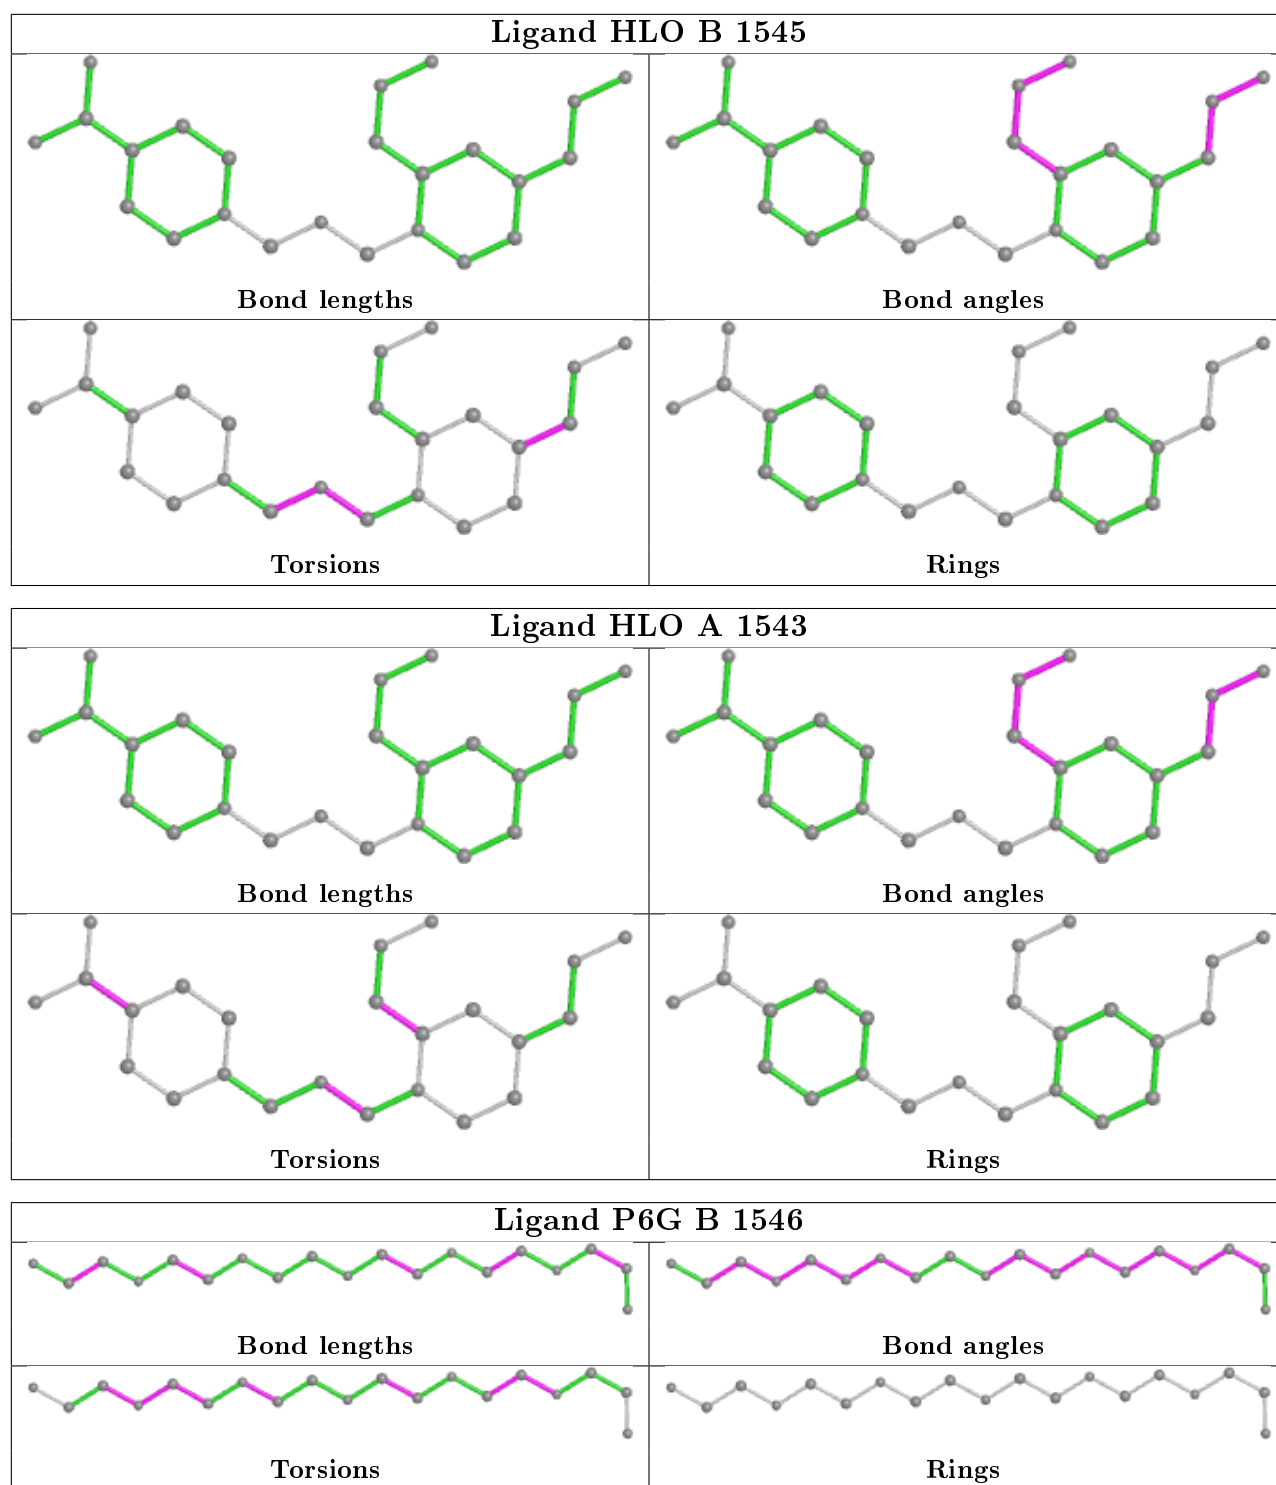 Ligand HLO B 1545
Bond lengths
Bond angles
Torsions
Rings
Ligand HLO A 1543
Bond lengths
Bond angles
Torsions
Rings
Ligand P6G B 1546
Bond lengths
Bond angles
Torsions
Rings